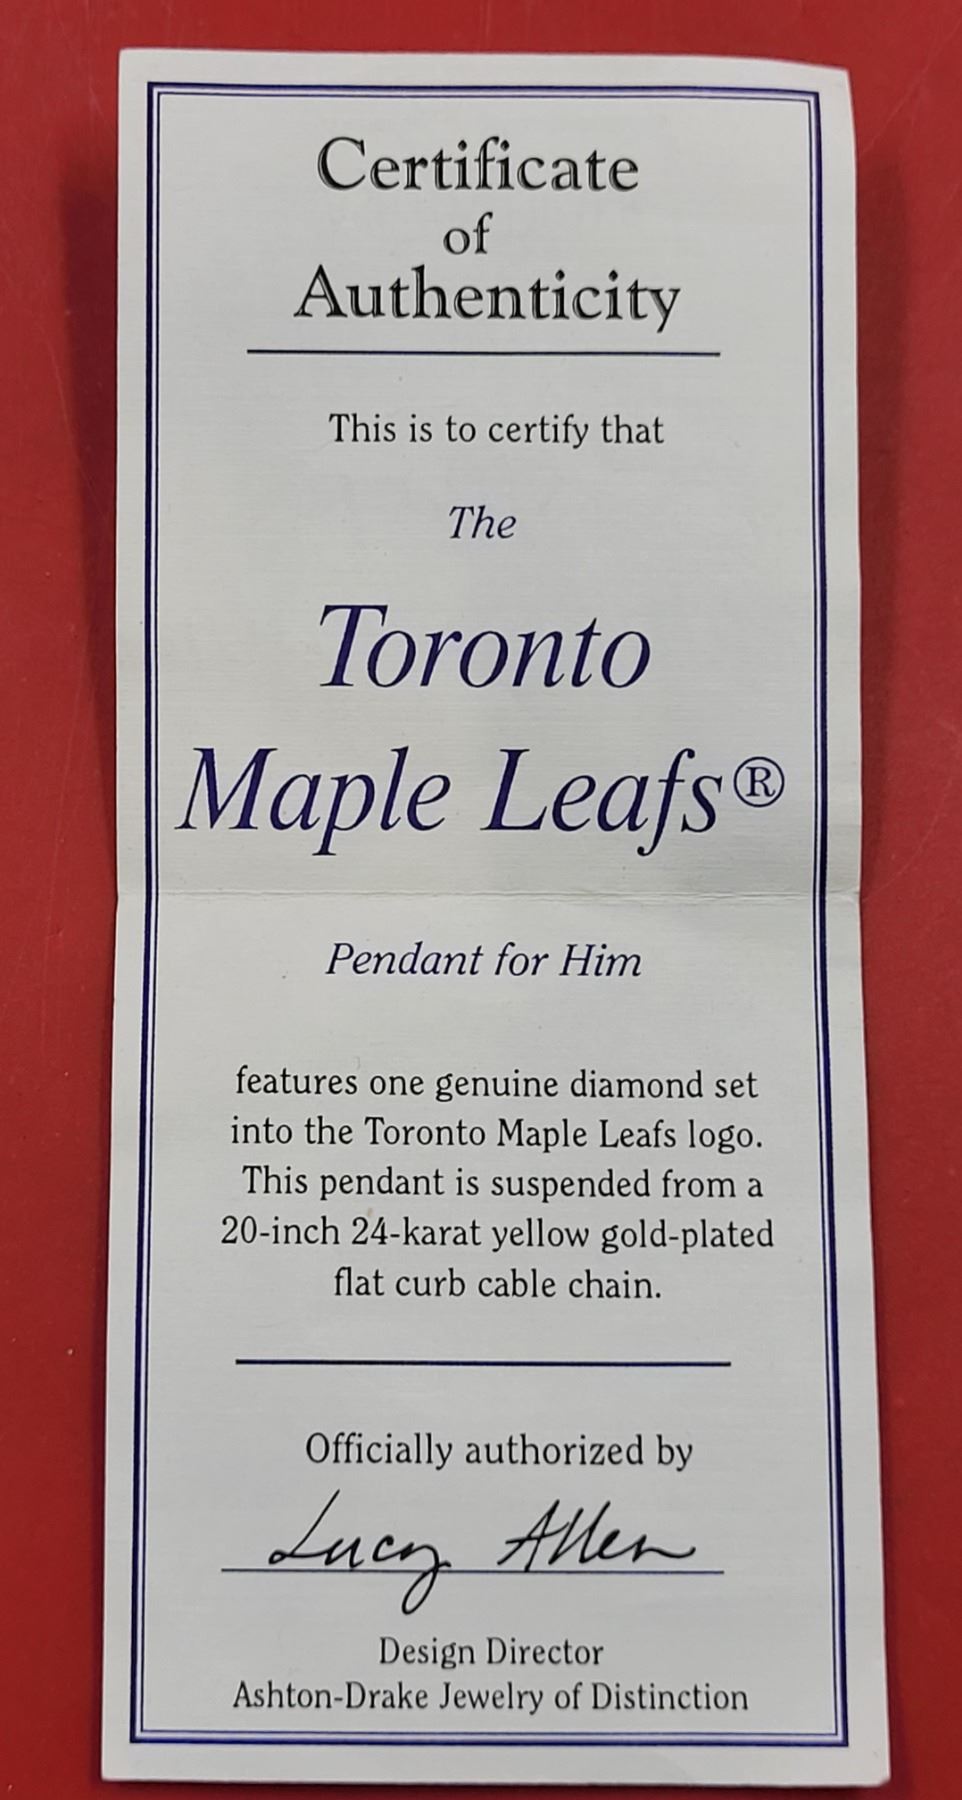 Certificate
of
Authenticity
This is to certify that
The
Toronto
Maple Leafs®
Pendant for Him
features one genuine diamond set
into the Toronto Maple Leafs logo.
This pendant is suspended from a
20-inch 24-karat yellow gold-plated
flat curb cable chain.
Officially authorized by
Lucy Allen
Design Director
Ashton-Drake Jewelry of Distinction